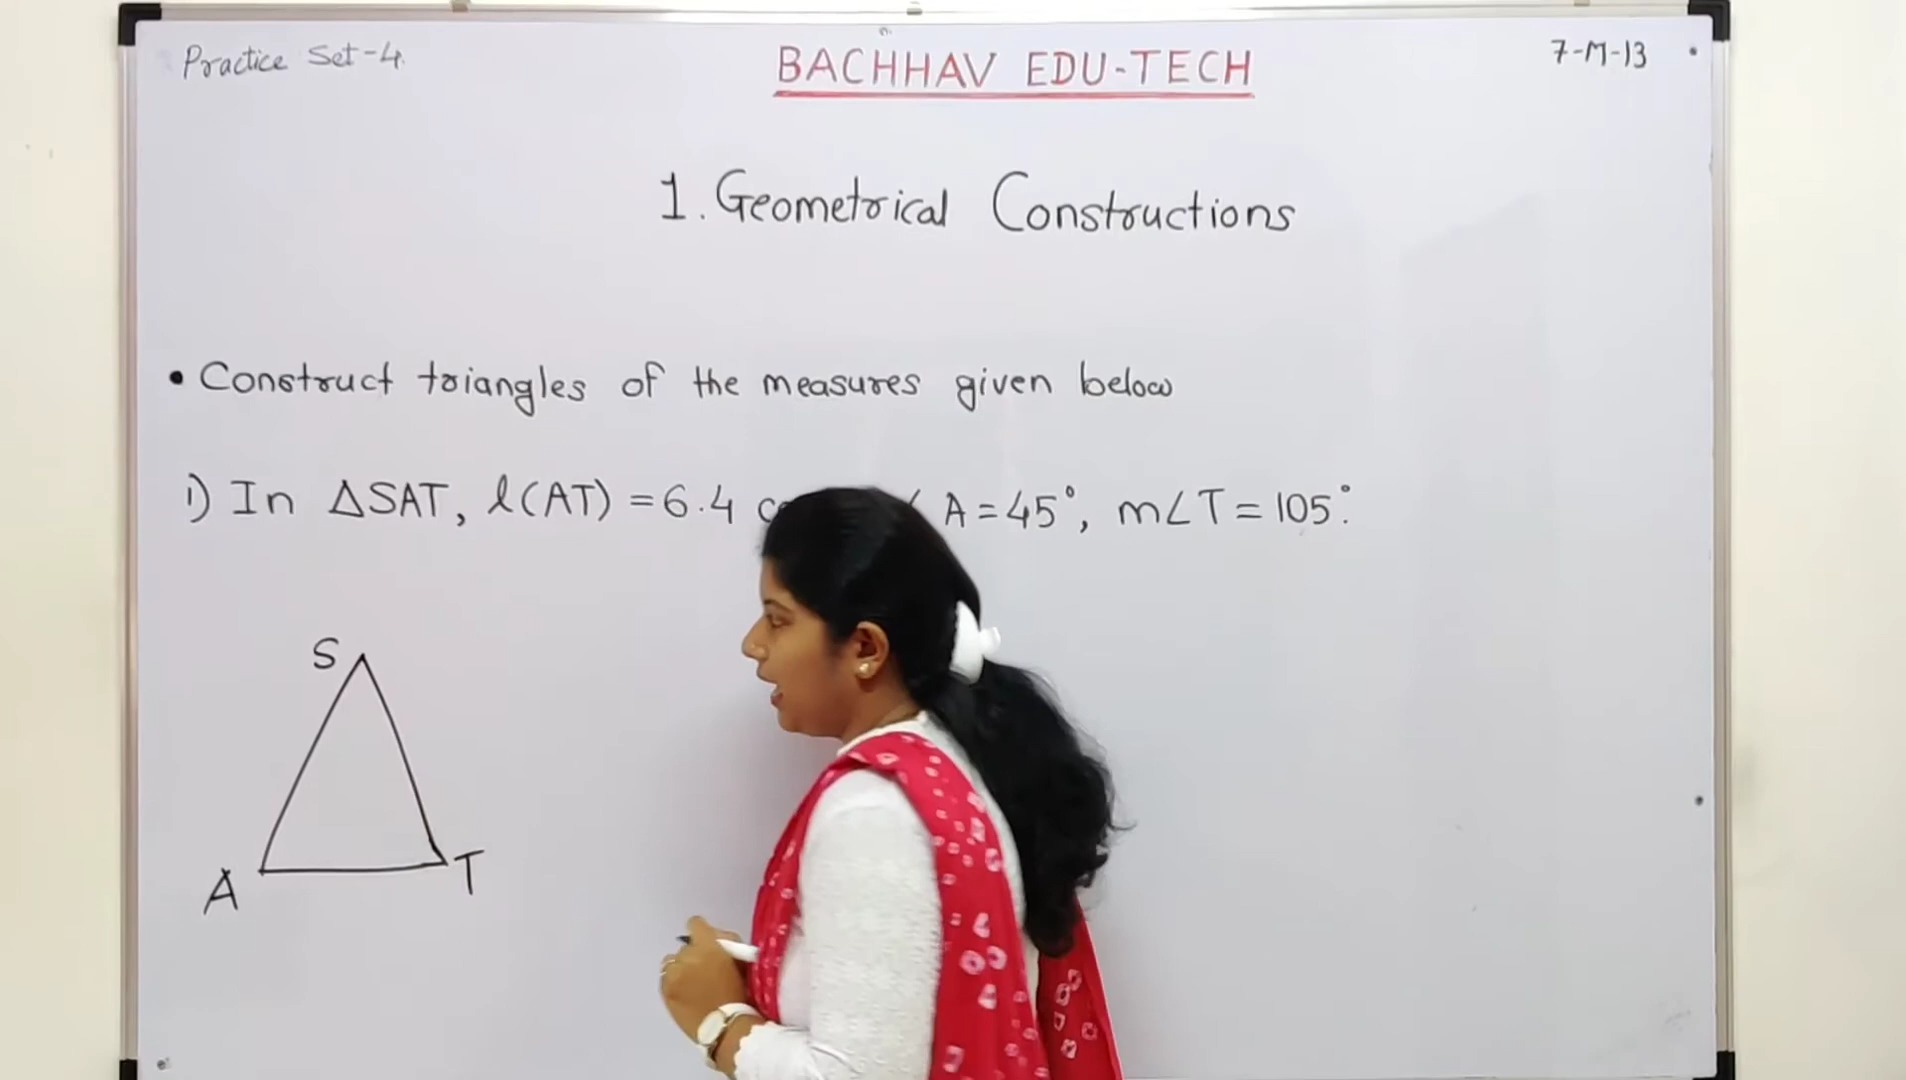 Practice Set-4.
BACHHAV EDU-TECH
7-M-13
1. Geometrical Constructions
• Construct triangles of the measures given below
i) In ΔSAT, l(AT) = 6.4 A = 45°, m∠T = 105°.
S
A
T